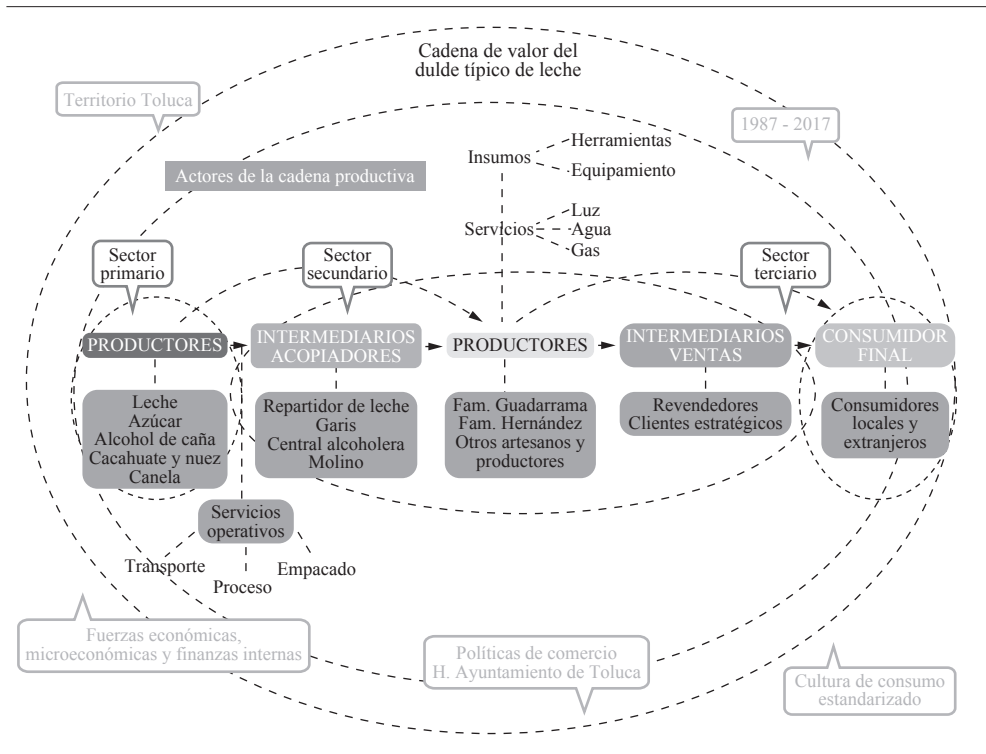 Cadena de valor del
dulde típico de leche
Territorio Toluca
1987 - 2017
Actores de la cadena productiva
Insumos
Herramientas
Equipamiento
Servicios
Luz
Agua
Gas
Sector
primario
Sector
secundario
Sector
terciario
PRODUCTORES
INTERMEDIARIOS
ACOPIADORES
PRODUCTORES
INTERMEDIARIOS
VENTAS
CONSUMIDOR
FINAL
Leche
Azúcar
Alcohol de caña
Cacahuate y nuez
Canela
Repartidor de leche
Garis
Central alcoholera
Molino
Fam. Guadarrama
Fam. Hernández
Otros artesanos y
productores
Revendedores
Clientes estratégicos
Consumidores
locales y
extranjeros
Servicios
operativos
Transporte
Proceso
Empacado
Fuerzas económicas,
microeconómicas y finanzas internas
Políticas de comercio
H. Ayuntamiento de Toluca
Cultura de consumo
estandarizado